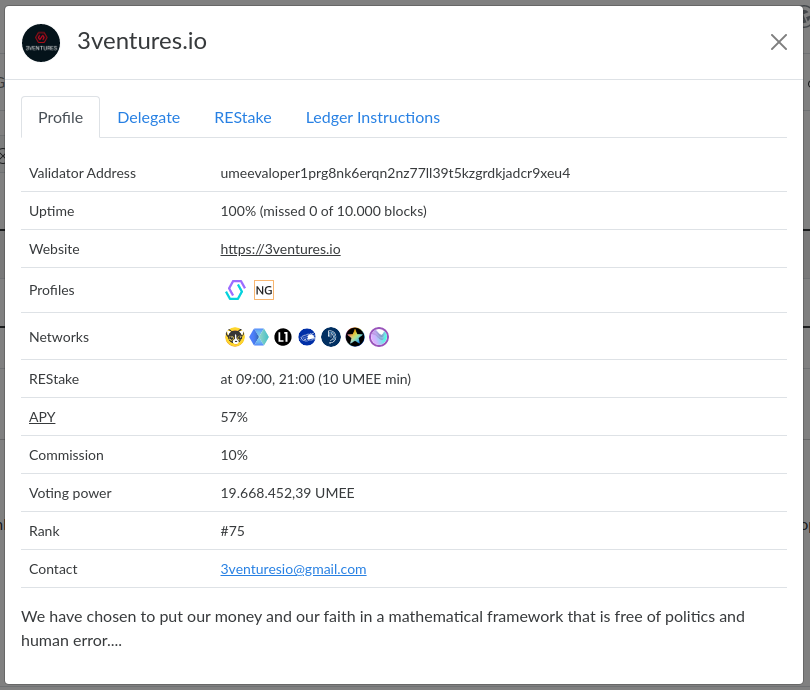 3VENTURES
3ventures.io
Profile Delegate REStake Ledger Instructions
Validator Address umeevaloper1prg8nk6erqn2nz77ll39t5kzgrdkjadcr9xeu4
Uptime 100% (missed 0 of 10.000 blocks)
Website https://3ventures.io
Profiles NG
Networks L1
REStake at 09:00, 21:00 (10 UMEE min)
APY 57%
Commission 10%
Voting power 19.668.452,39 UMEE
Rank #75
Contact 3venturesio@gmail.com
We have chosen to put our money and our faith in a mathematical framework that is free of politics and
human error....